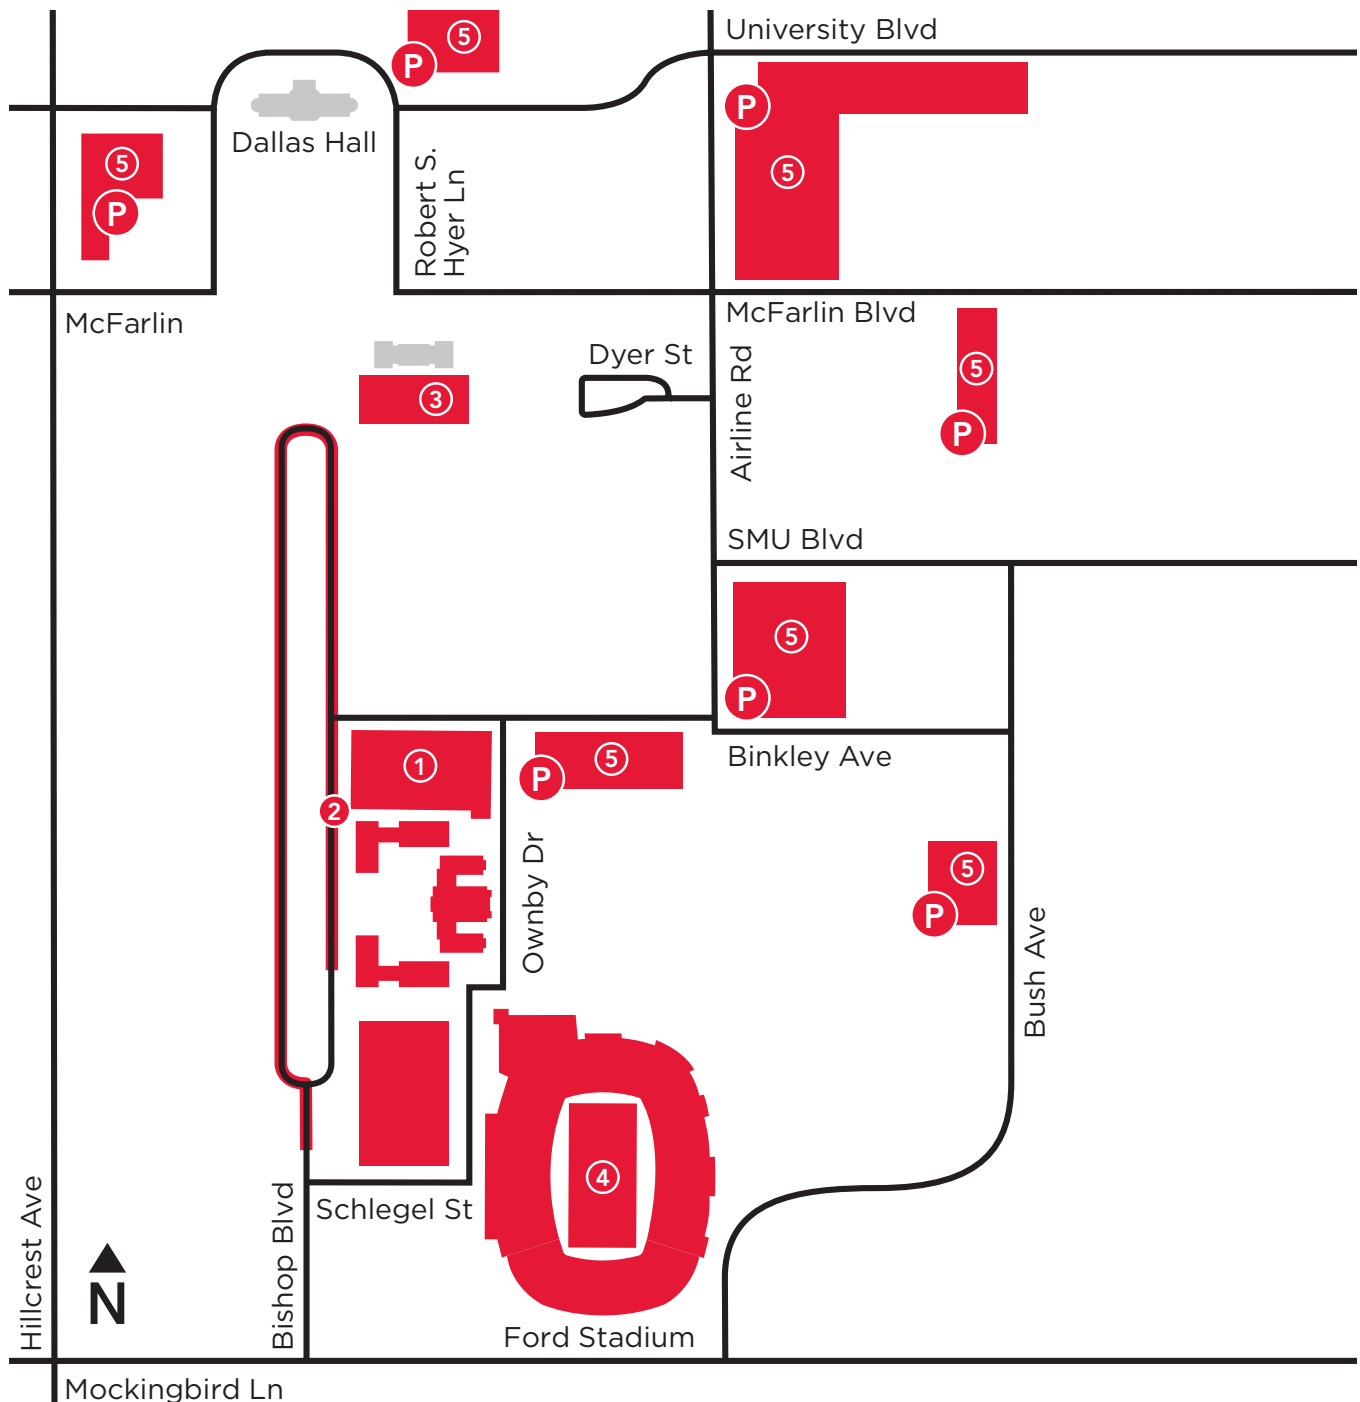 University Blvd
5
P
P
Dallas Hall
5
P
5
Robert S.
Hyer Ln
McFarlin
McFarlin Blvd
Dyer St
Airline Rd
5
P
3
SMU Blvd
5
P
Binkley Ave
1
5
P
2
Ownby Dr
5
P
Bush Ave
4
Schlegel St
Hillcrest Ave
Bishop Blvd
N
Ford Stadium
Mockingbird Ln